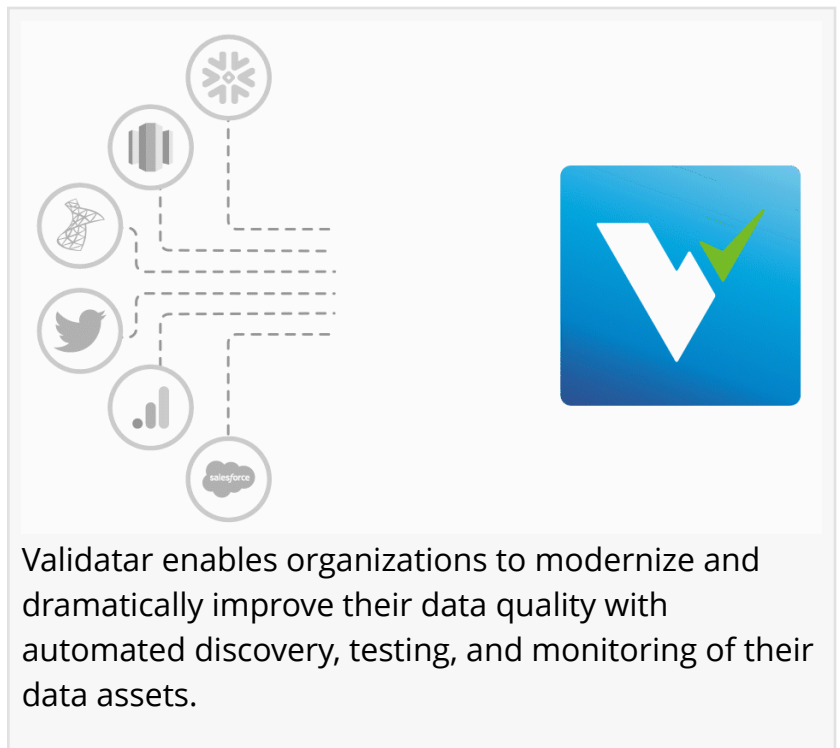 salesforce
Validatar enables organizations to modernize and
dramatically improve their data quality with
automated discovery, testing, and monitoring of their
data assets.